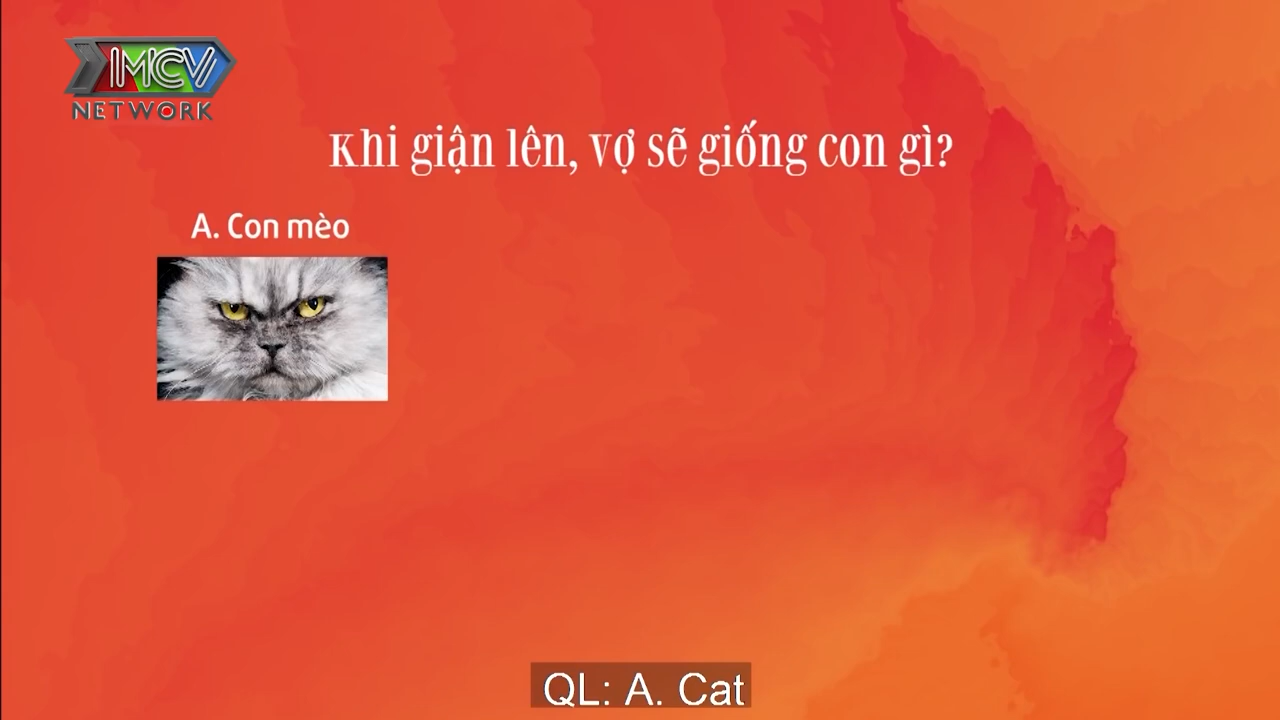 MCV
NETWORK
Khi giận lên, vợ sẽ giống con gì?
A. Con mèo
QL: A. Cat